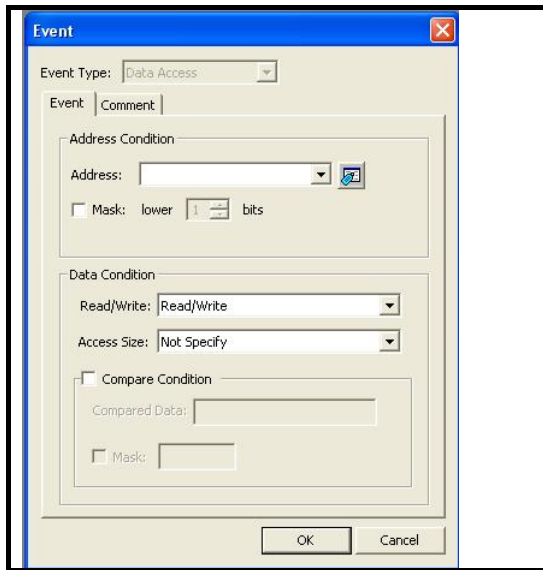 Event
Event Type: Data Access
Event Comment
Address Condition
Address:
Mask: lower 1 bits
Data Condition
Read/Write: Read/Write
Access Size: Not Specify
Compare Condition
Compared Data:
Mask:
OK Cancel